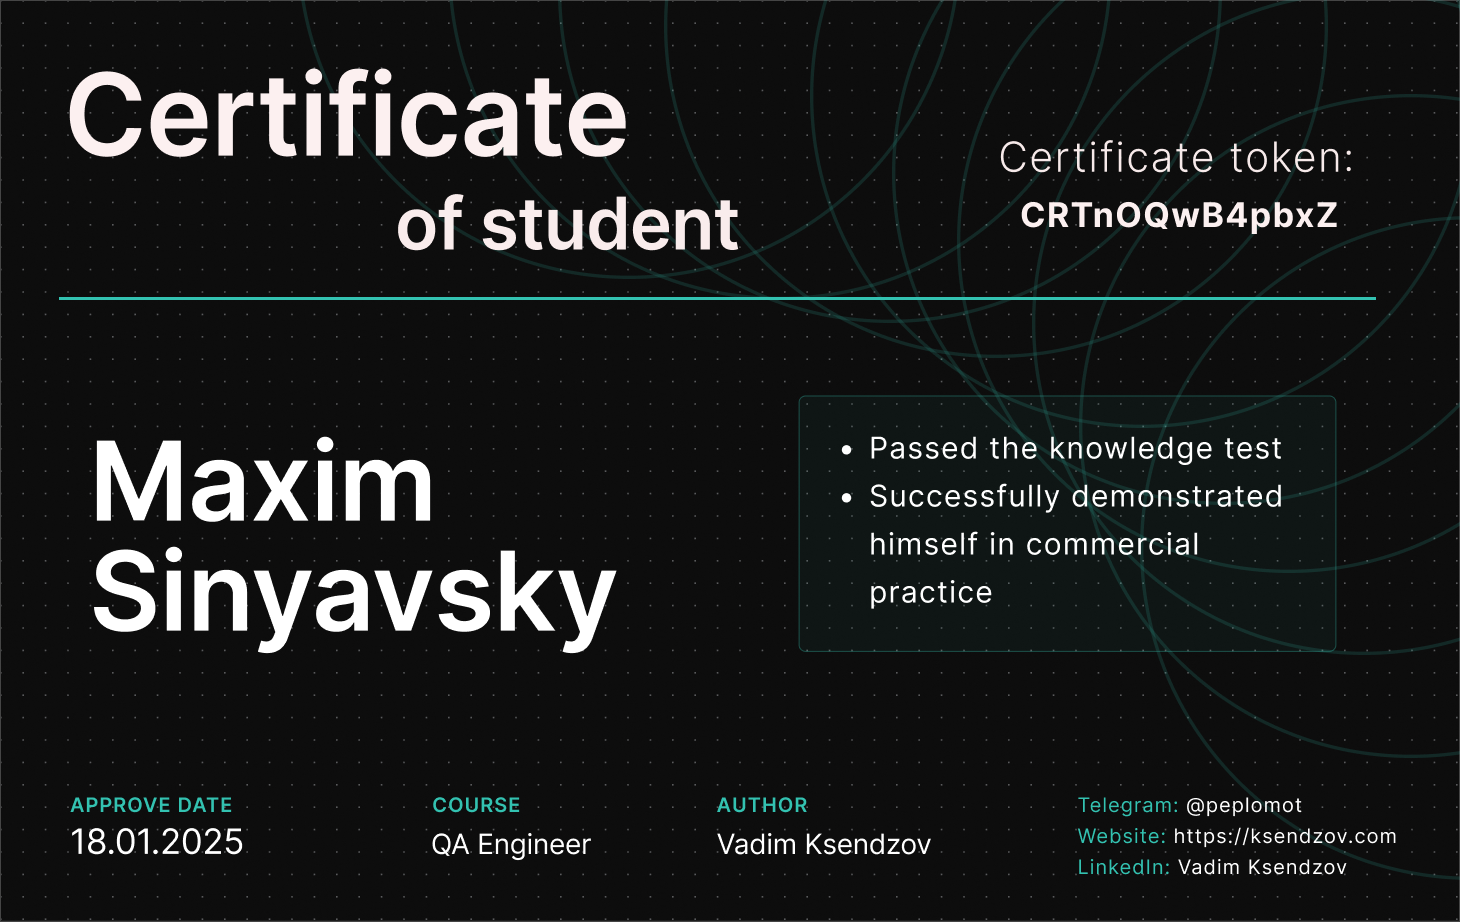 Certificate
of student
Certificate token:
CRTnOQwB4pbxZ
Maxim
Sinyavsky
• Passed the knowledge test
• Successfully demonstrated
himself in commercial
practice
APPROVE DATE
18.01.2025
COURSE
QA Engineer
AUTHOR
Vadim Ksendzov
Telegram: @peplomot
Website: https://ksendzov.com
LinkedIn: Vadim Ksendzov